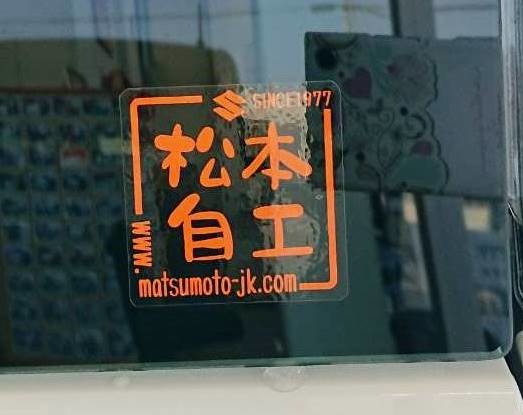 SINCE1977
松本
自工
www.
matsumoto-jk.com